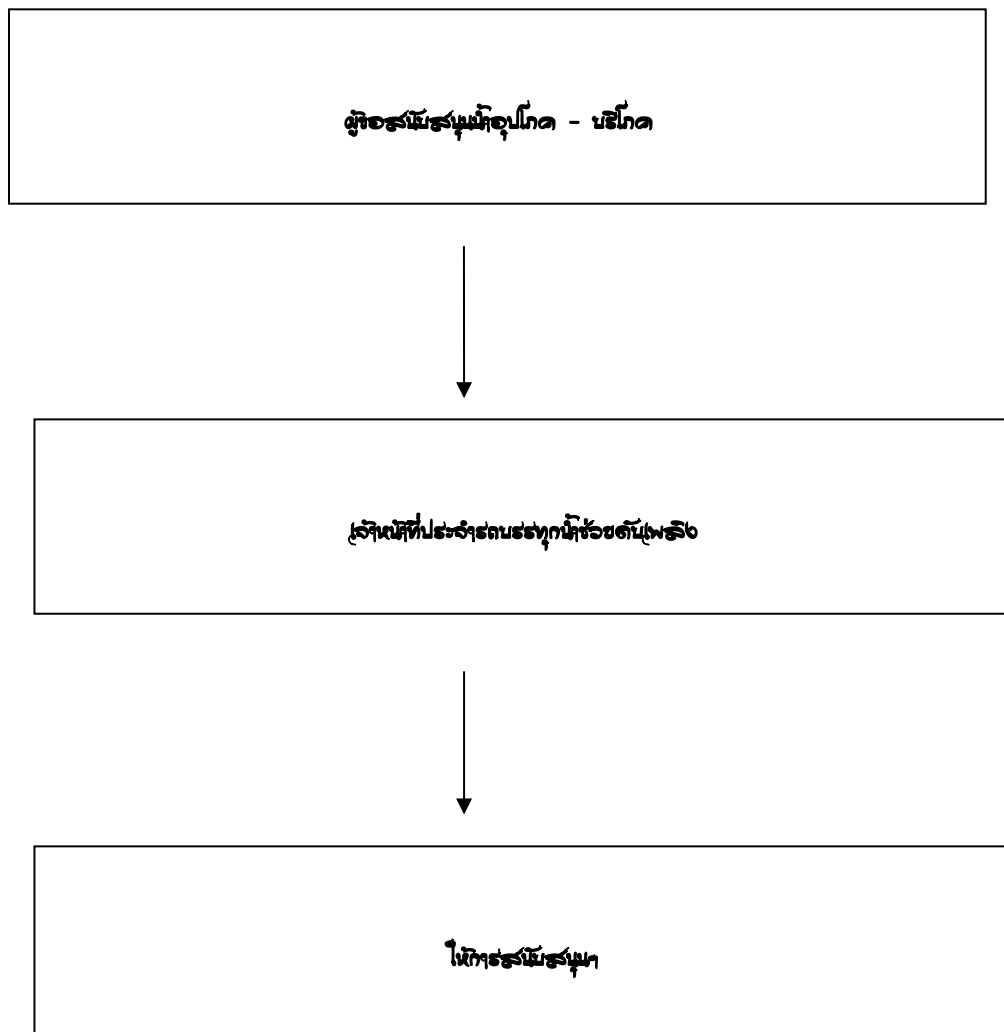 ผู้ขอสนับสนุนน้ำอุปโภค - บริโภค
เจ้าหน้าที่ประจำรถบรรทุกน้ำช่วยดับเพลิง
ให้การสนับสนุนฯ